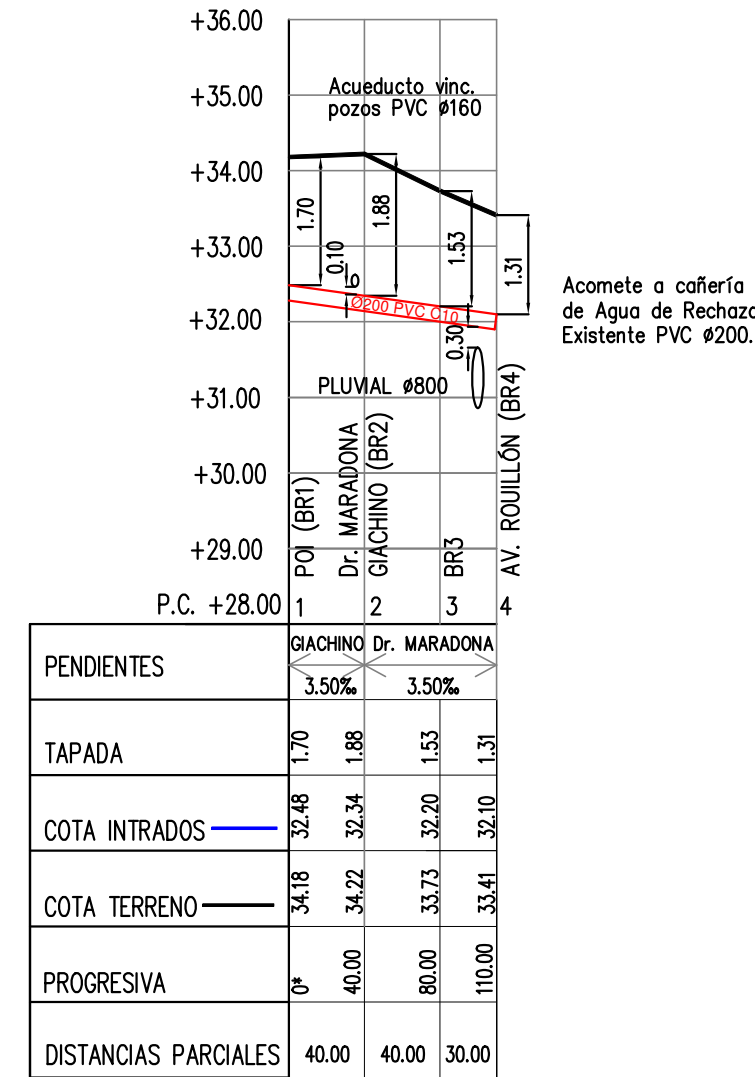 +36.00
+35.00
+34.00
+33.00
+32.00
+31.00
+30.00
+29.00
P.C. +28.00
Acueducto vinc.
pozos PVC Ø160
1.70
0.10
1.88
1.53
1.31
0.30
Ø200 PVC C10
PLUVIAL Ø800
Acomete a cañería
de Agua de Rechazo
Existente PVC Ø200.
POI (BR1)
Dr. MARADONA
GIACHINO (BR2)
BR3
AV. ROUILLÓN (BR4)
1 2 3 4
PENDIENTES
GIACHINO Dr. MARADONA
3.50‰ 3.50‰
TAPADA 1.70 1.88 1.53 1.31
COTA INTRADOS 32.48 32.34 32.20 32.10
COTA TERRENO 34.18 34.22 33.73 33.41
PROGRESIVA 0* 40.00 80.00 110.00
DISTANCIAS PARCIALES 40.00 40.00 30.00